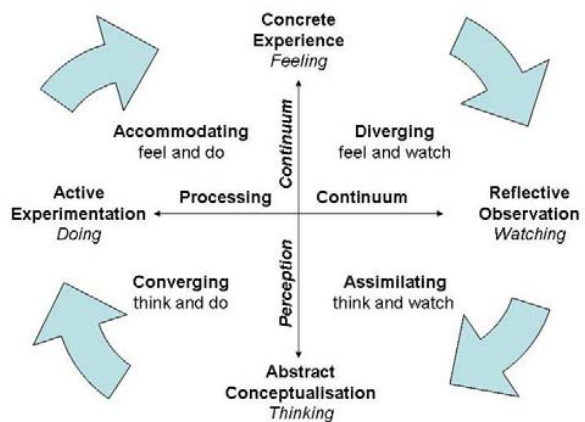 Concrete
Experience
Feeling
Accommodating
feel and do
Diverging
feel and watch
Continuum
Active
Experimentation
Doing
Processing
Continuum
Reflective
Observation
Watching
Converging
think and do
Perception
Assimilating
think and watch
Abstract
Conceptualisation
Thinking